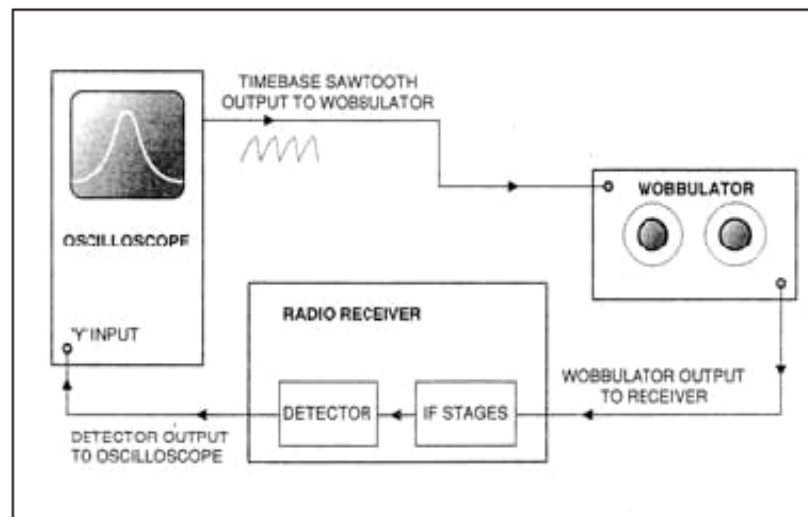 TIMEBASE SAWTOOTH
OUTPUT TO WOBBULATOR
OSCILLOSCOPE
'Y' INPUT
WOBBULATOR
RADIO RECEIVER
DETECTOR
IF STAGES
WOBBULATOR OUTPUT
TO RECEIVER
DETECTOR OUTPUT
TO OSCILLOSCOPE